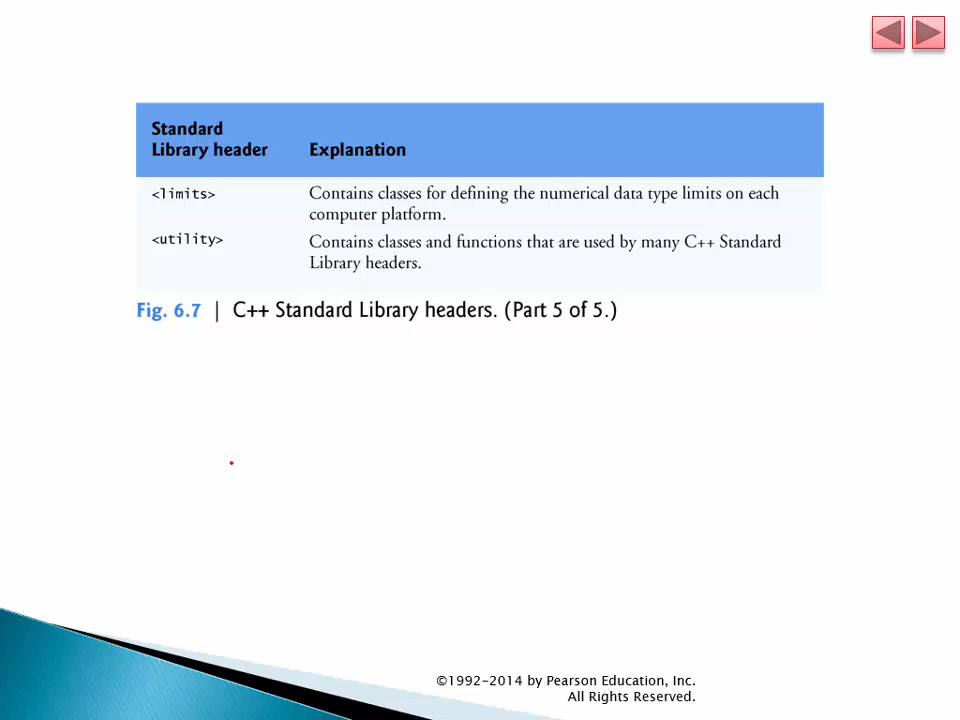 Standard
Library header Explanation
<limits> Contains classes for defining the numerical data type limits on each
computer platform.
<utility> Contains classes and functions that are used by many C++ Standard
Library headers.
Fig. 6.7 | C++ Standard Library headers. (Part 5 of 5.)
©1992-2014 by Pearson Education, Inc.
All Rights Reserved.